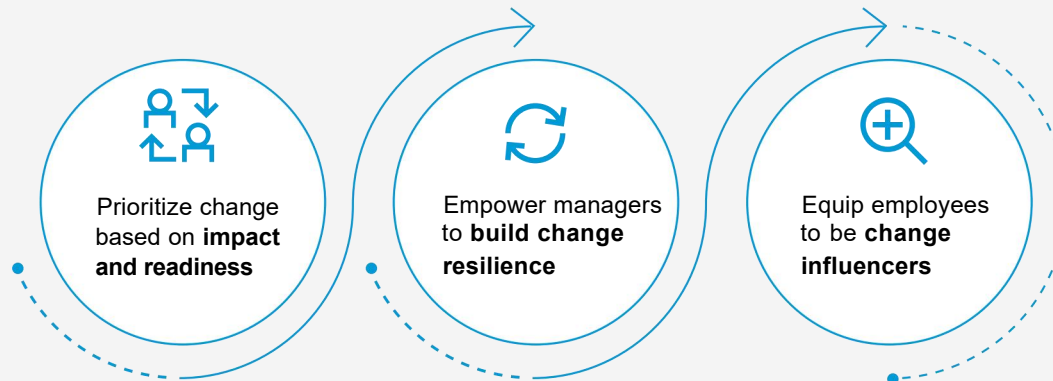 Prioritize change
based on impact
and readiness
Empower managers
to build change
resilience
Equip employees
to be change
influencers